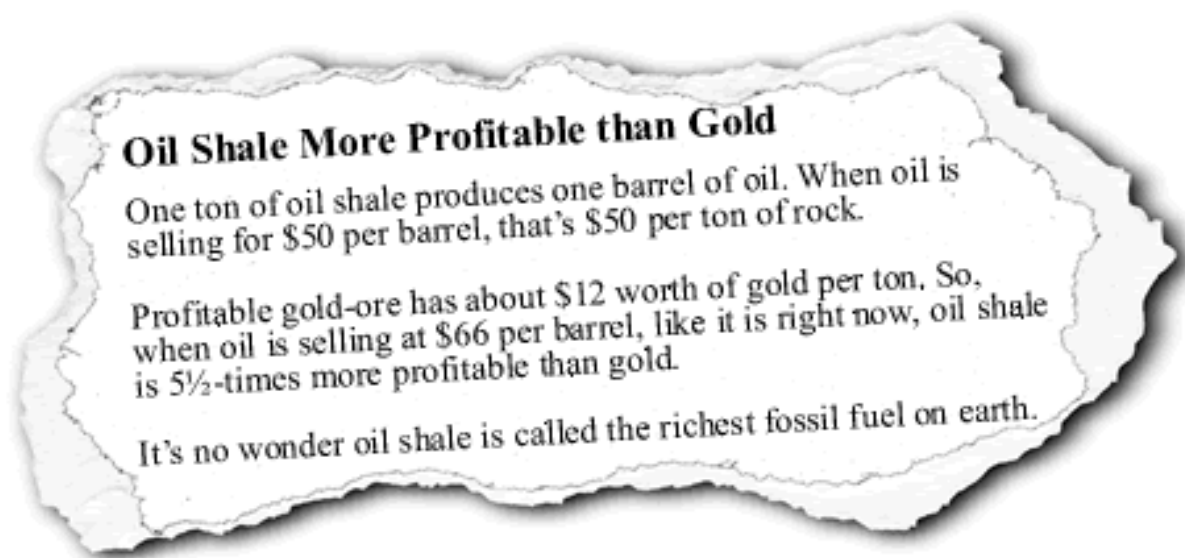 Oil Shale More Profitable than Gold
One ton of oil shale produces one barrel of oil. When oil is
selling for $50 per barrel, that's $50 per ton of rock.
Profitable gold-ore has about $12 worth of gold per ton. So,
when oil is selling at $66 per barrel, like it is right now, oil shale
is 5½-times more profitable than gold.
It's no wonder oil shale is called the richest fossil fuel on earth.